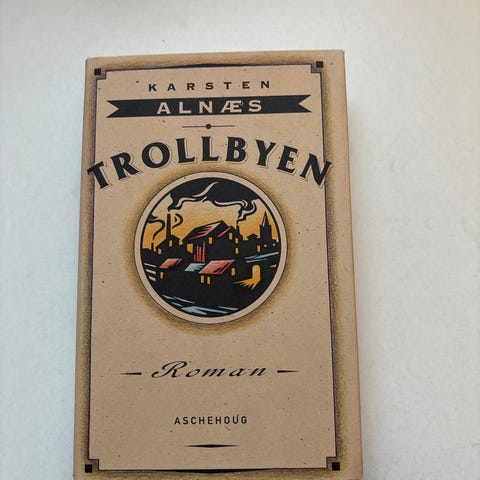 KARSTEN
ALNÆS
TROLLBYEN
Roman
ASCHEHOUG